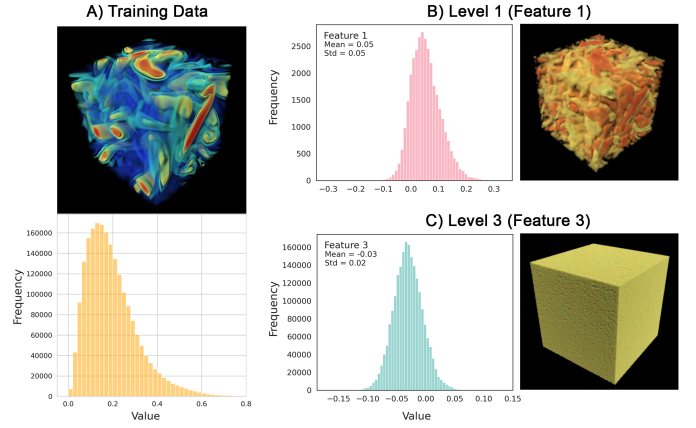 A) Training Data
160000
140000
120000
100000
80000
60000
40000
20000
0
Frequency
0.0 0.2 0.4 0.6 0.8
Value
B) Level 1 (Feature 1)
Feature 1
Mean = 0.05
Std = 0.05
2500
2000
1500
1000
500
0
Frequency
−0.3 −0.2 −0.1 0.0 0.1 0.2 0.3
C) Level 3 (Feature 3)
Feature 3
Mean = -0.03
Std = 0.02
160000
140000
120000
100000
80000
60000
40000
20000
0
Frequency
−0.15 −0.10 −0.05 0.00 0.05 0.10 0.15
Value